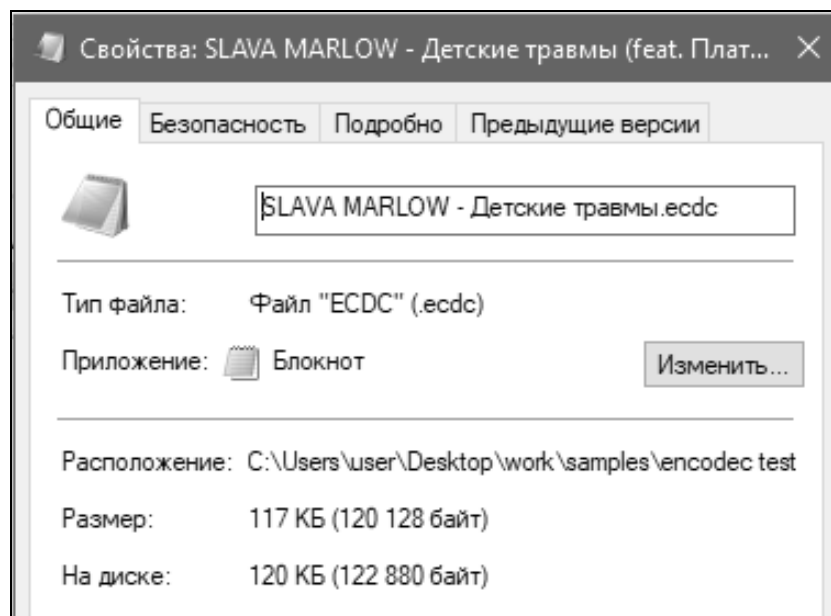 Свойства: SLAVA MARLOW - Детские травмы (feat. Плат...
Общие Безопасность Подробно Предыдущие версии
SLAVA MARLOW - Детские травмы.ecdc
Тип файла: Файл "ECDC" (.ecdc)
Приложение: Блокнот Изменить...
Расположение: C:\Users\user\Desktop\work\samples\encodec test
Размер: 117 КБ (120 128 байт)
На диске: 120 КБ (122 880 байт)